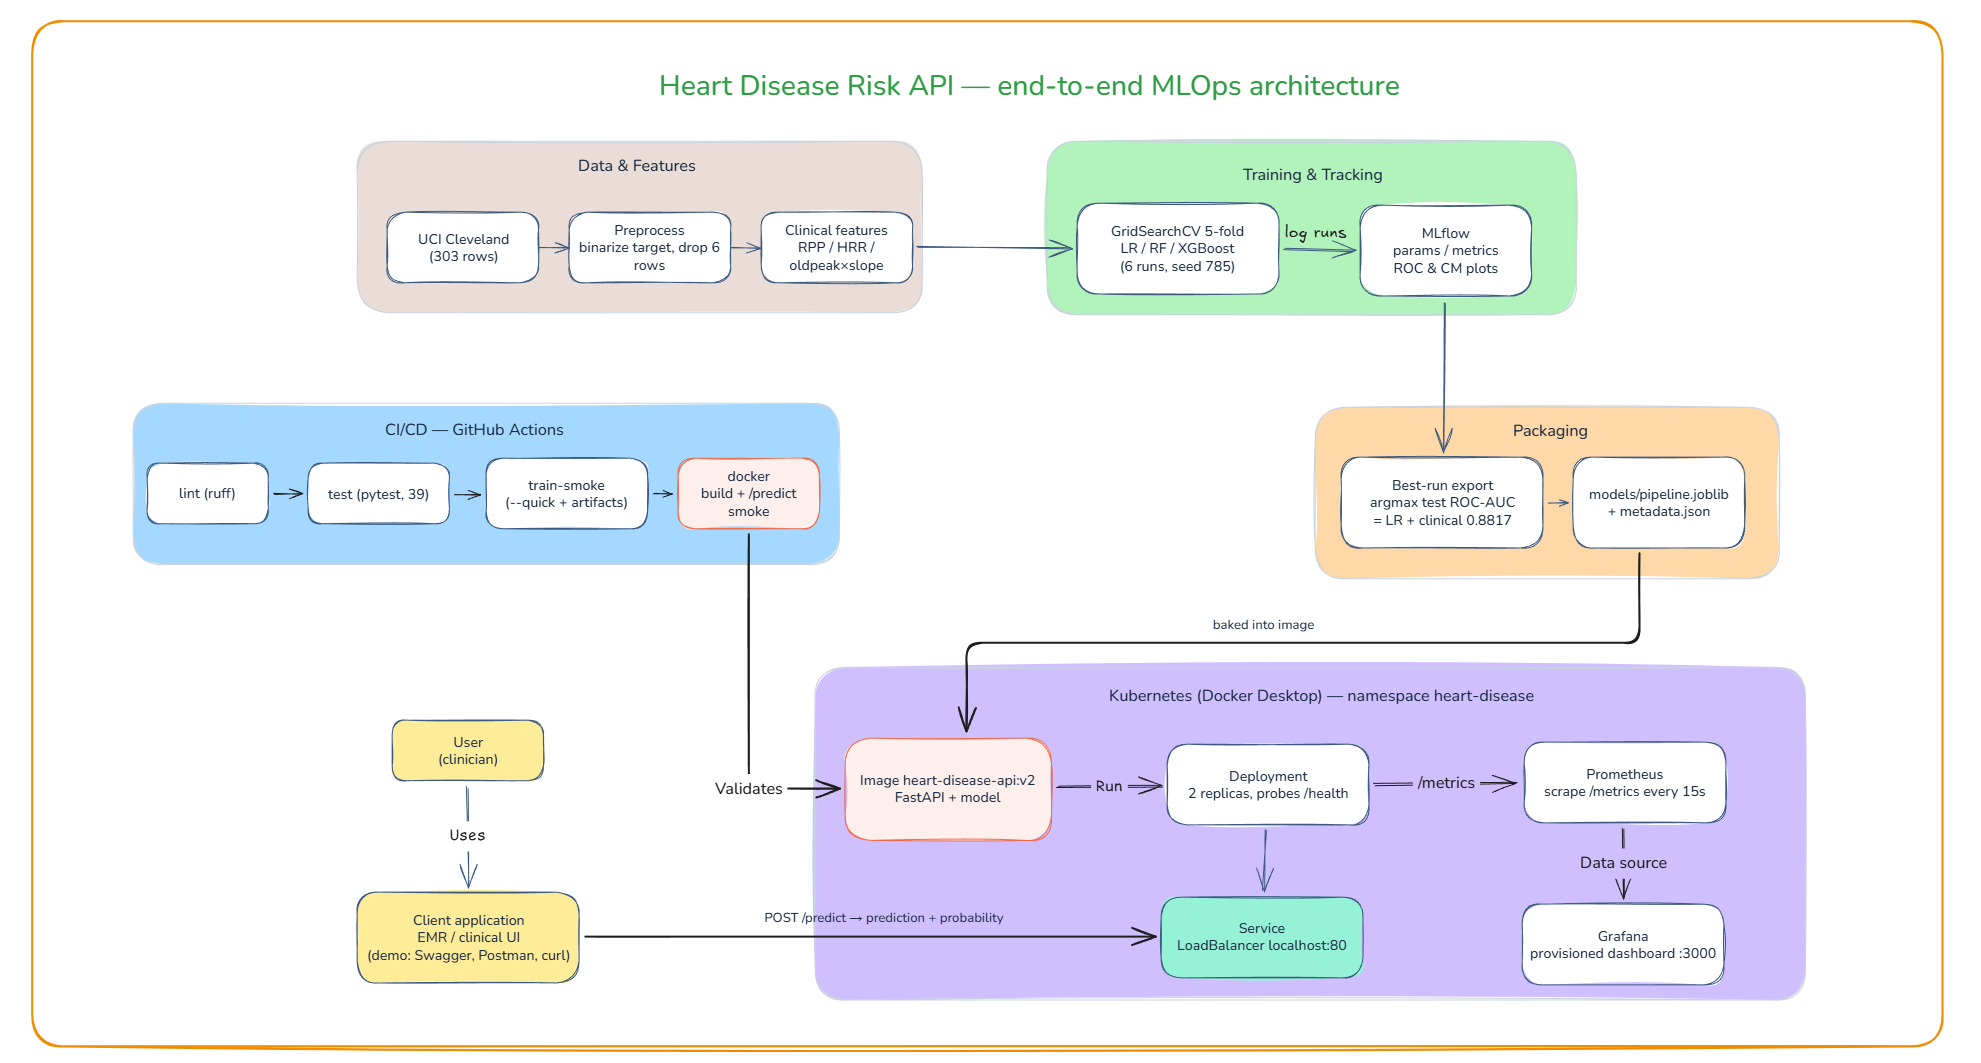 Heart Disease Risk API — end-to-end MLOps architecture
Data & Features
UCI Cleveland
(303 rows)
Preprocess
binarize target, drop 6
rows
Clinical features
RPP / HRR /
oldpeak×slope
Training & Tracking
GridSearchCV 5-fold
LR / RF / XGBoost
(6 runs, seed 785)
log runs
MLflow
params / metrics
ROC & CM plots
CI/CD — GitHub Actions
lint (ruff)
test (pytest, 39)
train-smoke
(--quick + artifacts)
docker
build + /predict
smoke
Packaging
Best-run export
argmax test ROC-AUC
= LR + clinical 0.8817
models/pipeline.joblib
+ metadata.json
baked into image
Kubernetes (Docker Desktop) — namespace heart-disease
User
(clinician)
Uses
Client application
EMR / clinical UI
(demo: Swagger, Postman, curl)
Validates
Image heart-disease-api:v2
FastAPI + model
Run
Deployment
2 replicas, probes /health
/metrics
Prometheus
scrape /metrics every 15s
Data source
POST /predict → prediction + probability
Service
LoadBalancer localhost:80
Grafana
provisioned dashboard :3000